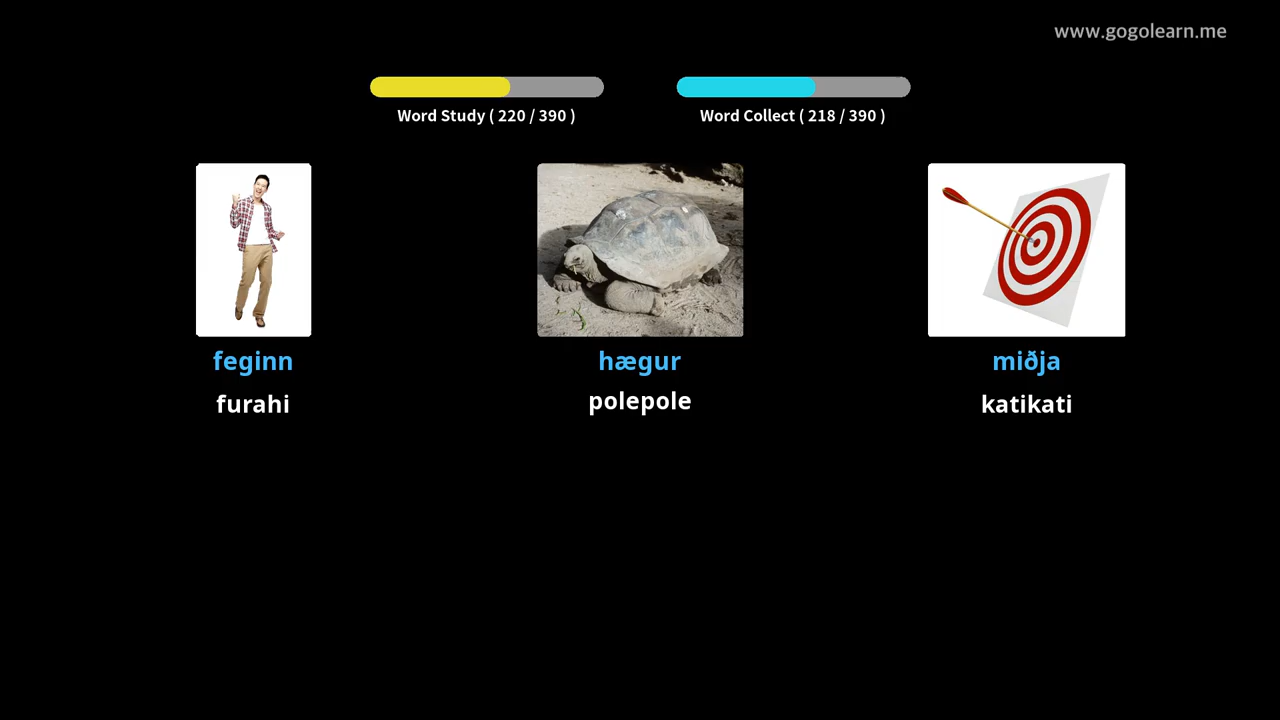 www.gogolearn.me
Word Study ( 220 / 390 )
Word Collect ( 218 / 390 )
feginn
hægur
miðja
furahi
polepole
katikati